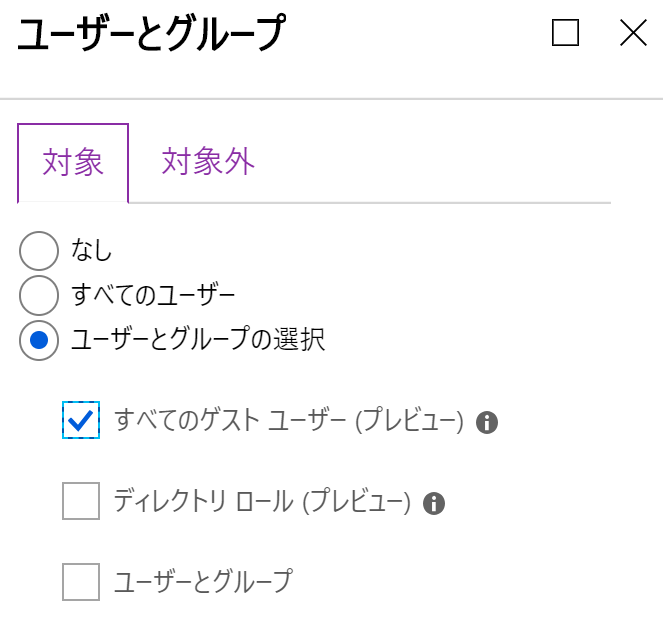 ユーザーとグループ
対象 対象外
なし
すべてのユーザー
ユーザーとグループの選択
すべてのゲスト ユーザー (プレビュー)
ディレクトリ ロール (プレビュー)
ユーザーとグループ